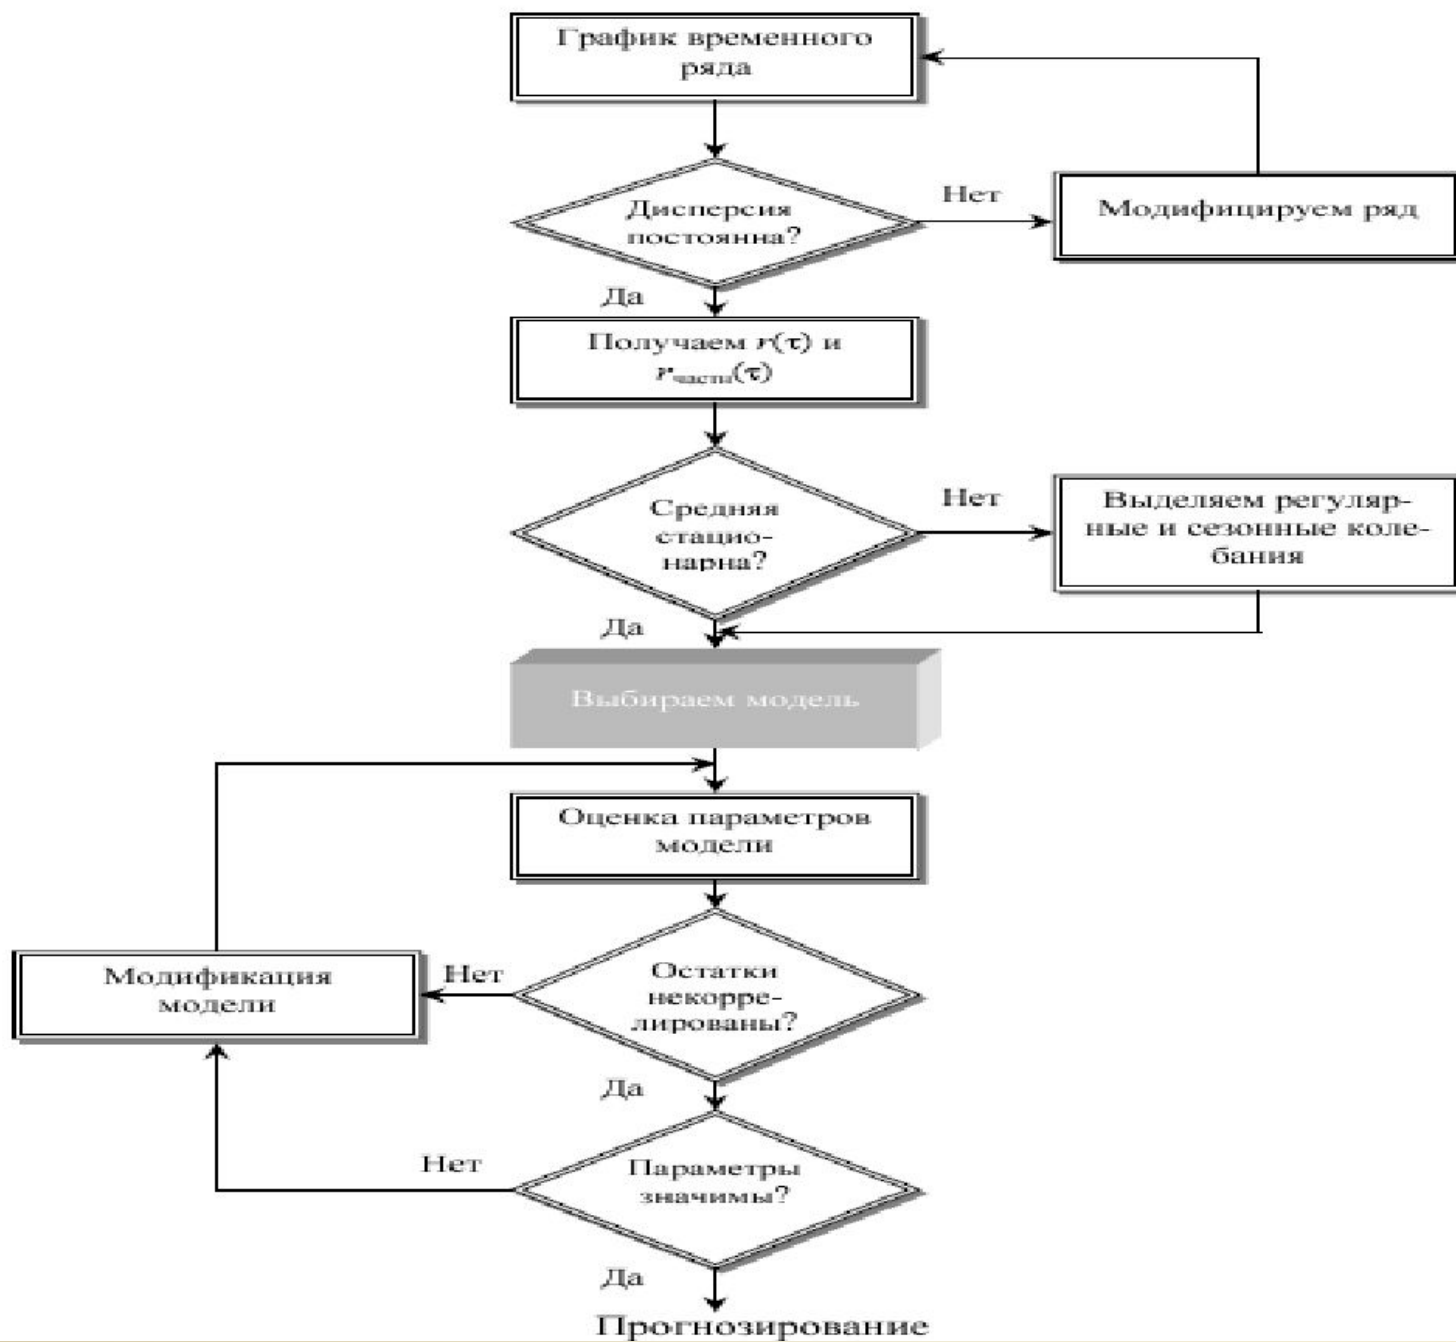 График временного
ряда
Дисперсия
постоянна?
Нет
Модифицируем ряд
Да
Получаем r(τ) и
rчастн(τ)
Средняя
стацио-
нарна?
Нет
Выделяем регуляр-
ные и сезонные коле-
бания
Да
Выбираем модель
Оценка параметров
модели
Остатки
некорре-
лированы?
Нет
Модификация
модели
Да
Параметры
значимы?
Нет
Да
Прогнозирование